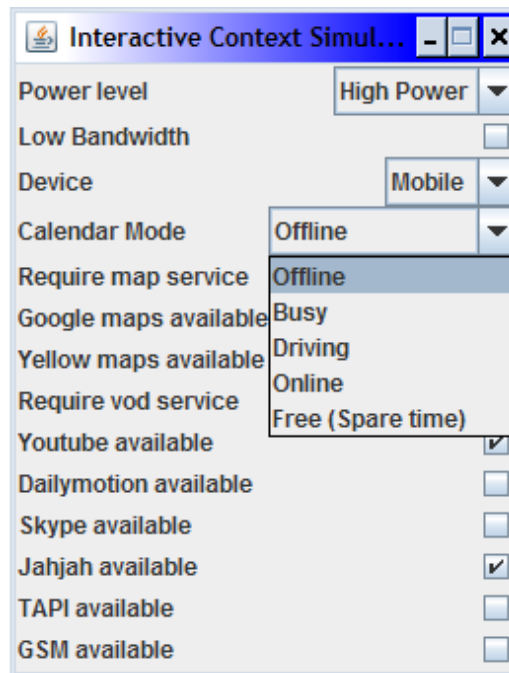 Interactive Context Simul...
Power level High Power
Low Bandwidth
Device Mobile
Calendar Mode Offline
Require map service Offline
Google maps available Busy
Yellow maps available Driving
Require vod service Online
Free (Spare time)
Youtube available
Dailymotion available
Skype available
Jahjah available
TAPI available
GSM available